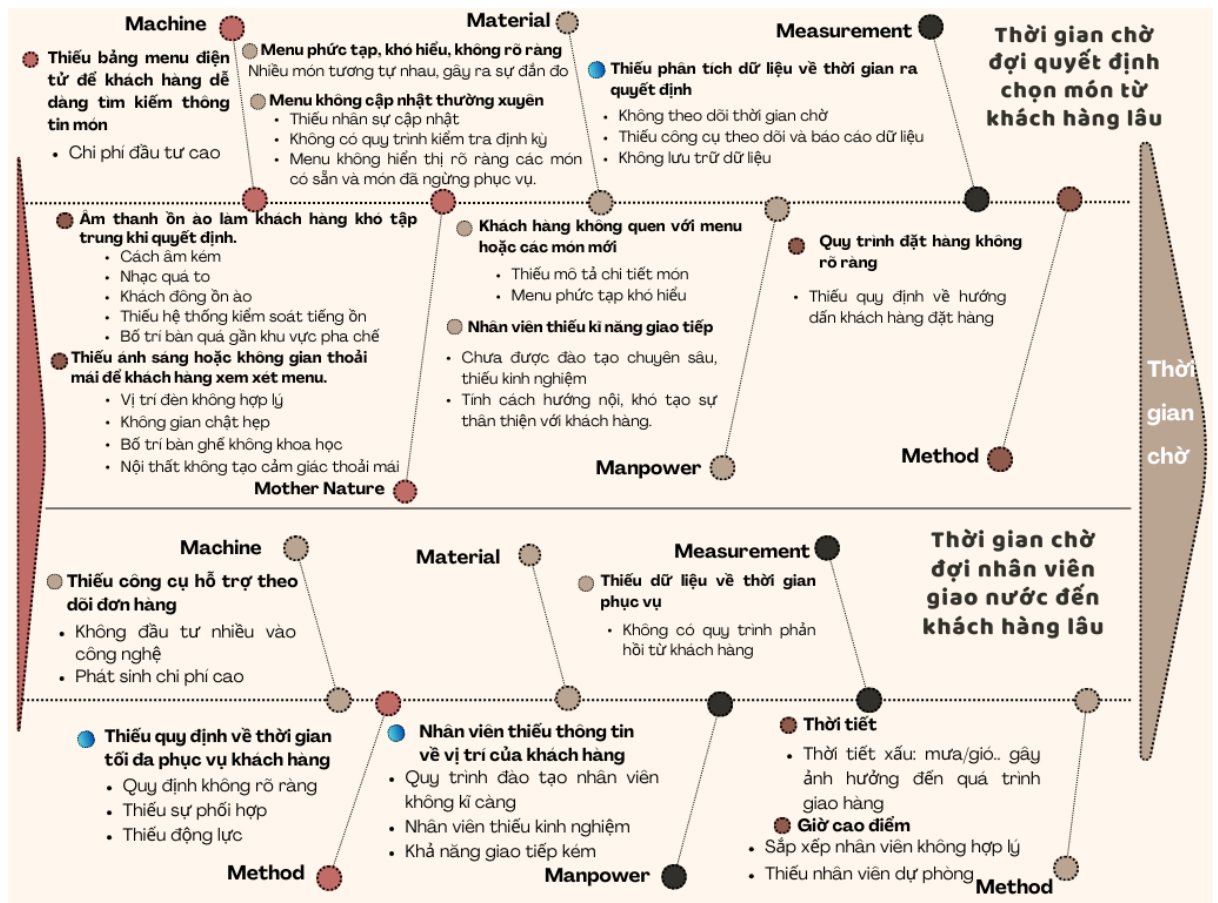 Machine
Thiếu bảng menu điện
tử để khách hàng dễ
dàng tìm kiếm thông
tin món
• Chi phí đầu tư cao
Material
Menu phức tạp, khó hiểu, không rõ ràng
Nhiều món tương tự nhau, gây ra sự đắn đo
Menu không cập nhật thường xuyên
• Thiếu nhân sự cập nhật
• Không có quy trình kiểm tra định kỳ
• Menu không hiển thị rõ ràng các món
có sẵn và món đã ngừng phục vụ.
Measurement
Thiếu phân tích dữ liệu về thời gian ra
quyết định
• Không theo dõi thời gian chờ
• Thiếu công cụ theo dõi và báo cáo dữ liệu
• Không lưu trữ dữ liệu
Thời gian chờ
đợi quyết định
chọn món từ
khách hàng lâu
Âm thanh ồn ào làm khách hàng khó tập
trung khi quyết định.
• Cách âm kém
• Nhạc quá to
• Khách đông ồn ào
• Thiếu hệ thống kiểm soát tiếng ồn
• Bố trí bàn quá gần khu vực pha chế
Thiếu ánh sáng hoặc không gian thoải
mái để khách hàng xem xét menu.
• Vị trí đèn không hợp lý
• Không gian chật hẹp
• Bố trí bàn ghế không khoa học
• Nội thất không tạo cảm giác thoải mái
Mother Nature
Khách hàng không quen với menu
hoặc các món mới
• Thiếu mô tả chi tiết món
• Menu phức tạp khó hiểu
Nhân viên thiếu kĩ năng giao tiếp
• Chưa được đào tạo chuyên sâu,
thiếu kinh nghiệm
• Tính cách hướng nội, khó tạo sự
thân thiện với khách hàng.
Manpower
Quy trình đặt hàng không
rõ ràng
• Thiếu quy định về hướng
dẫn khách hàng đặt hàng
Method
Thời
gian
chờ
Machine
Thiếu công cụ hỗ trợ theo
dõi đơn hàng
• Không đầu tư nhiều vào
công nghệ
• Phát sinh chi phí cao
Material
Measurement
Thiếu dữ liệu về thời gian
phục vụ
• Không có quy trình phản
hồi từ khách hàng
Thời gian chờ
đợi nhân viên
giao nước đến
khách hàng lâu
Thiếu quy định về thời gian
tối đa phục vụ khách hàng
• Quy định không rõ ràng
• Thiếu sự phối hợp
• Thiếu động lực
Method
Nhân viên thiếu thông tin
về vị trí của khách hàng
• Quy trình đào tạo nhân viên
không kĩ càng
• Nhân viên thiếu kinh nghiệm
• Khả năng giao tiếp kém
Manpower
Thời tiết
• Thời tiết xấu: mưa/gió.. gây
ảnh hưởng đến quá trình
giao hàng
Giờ cao điểm
• Sắp xếp nhân viên không hợp lý
• Thiếu nhân viên dự phòng
Method